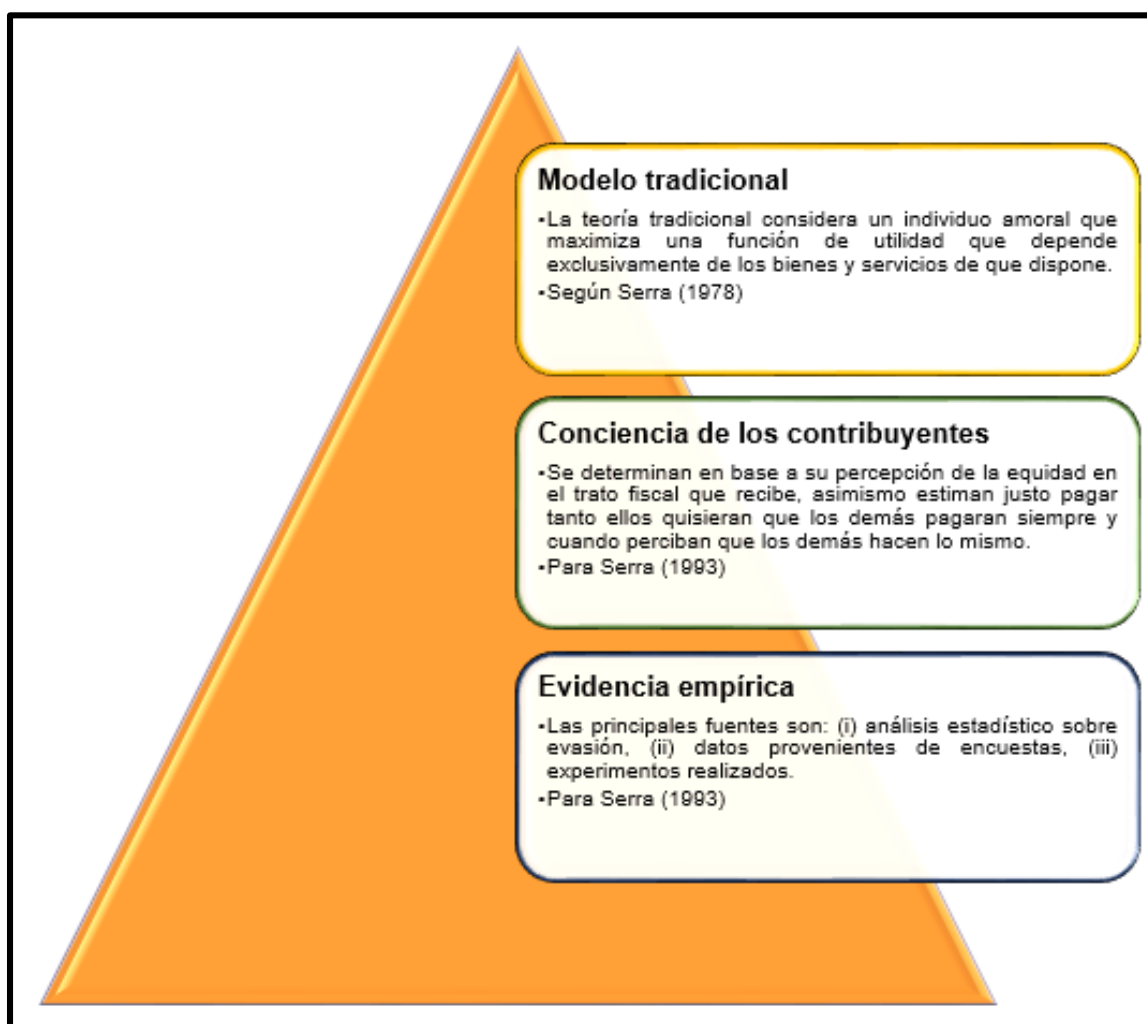 Modelo tradicional
▪La teoría tradicional considera un individuo amoral que
maximiza una función de utilidad que depende
exclusivamente de los bienes y servicios de que dispone.
▪Según Serra (1978)
Conciencia de los contribuyentes
▪Se determinan en base a su percepción de la equidad en
el trato fiscal que recibe, asimismo estiman justo pagar
tanto ellos quisieran que los demás pagaran siempre y
cuando perciban que los demás hacen lo mismo.
▪Para Serra (1993)
Evidencia empírica
▪Las principales fuentes son: (i) análisis estadístico sobre
evasión, (ii) datos provenientes de encuestas, (iii)
experimentos realizados.
▪Para Serra (1993)